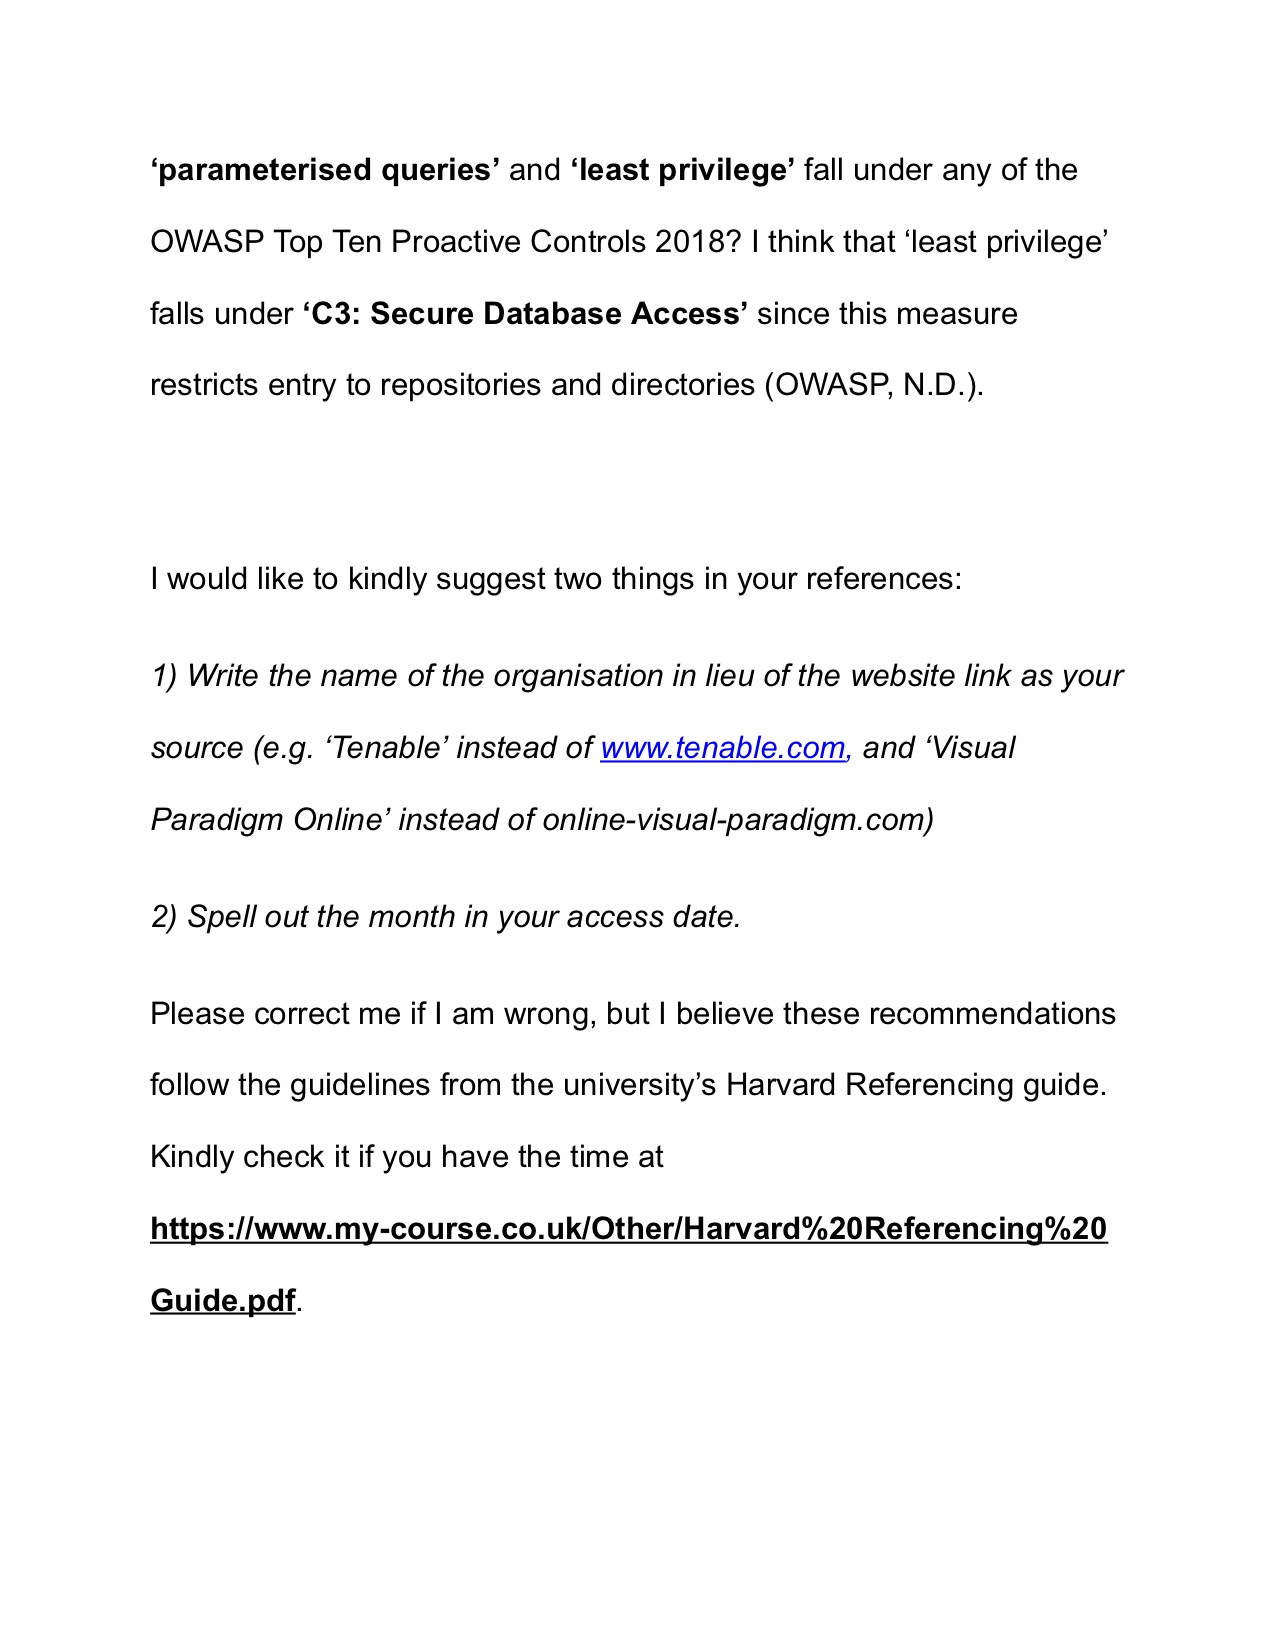 ‘parameterised queries’ and ‘least privilege’ fall under any of the
OWASP Top Ten Proactive Controls 2018? I think that ‘least privilege’
falls under ‘C3: Secure Database Access’ since this measure
restricts entry to repositories and directories (OWASP, N.D.).
I would like to kindly suggest two things in your references:
1) Write the name of the organisation in lieu of the website link as your
source (e.g. ‘Tenable’ instead of www.tenable.com, and ‘Visual
Paradigm Online’ instead of online-visual-paradigm.com)
2) Spell out the month in your access date.
Please correct me if I am wrong, but I believe these recommendations
follow the guidelines from the university’s Harvard Referencing guide.
Kindly check it if you have the time at
https://www.my-course.co.uk/Other/Harvard%20Referencing%20
Guide.pdf.